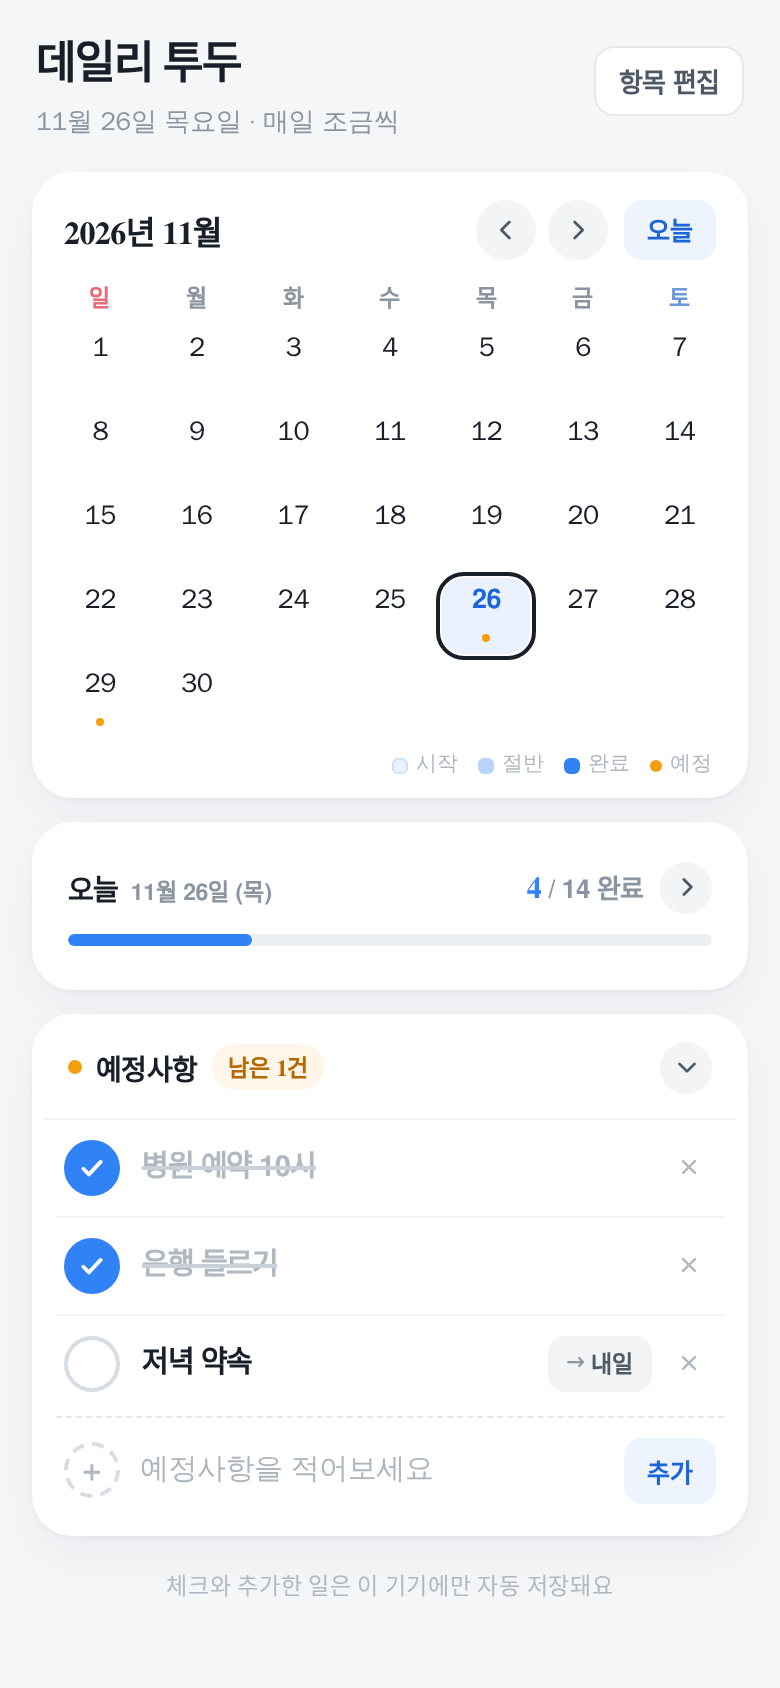 데일리 투두
항목 편집
11월 26일 목요일 · 매일 조금씩
2026년 11월
오늘
일 월 화 수 목 금 토
1 2 3 4 5 6 7
8 9 10 11 12 13 14
15 16 17 18 19 20 21
22 23 24 25 26 27 28
29 30
시작 절반 완료 예정
오늘 11월 26일 (목) 4 / 14 완료
예정사항 남은 1건
병원 예약 10시
은행 들르기
저녁 약속 → 내일
예정사항을 적어보세요 추가
체크와 추가한 일은 이 기기에만 자동 저장돼요